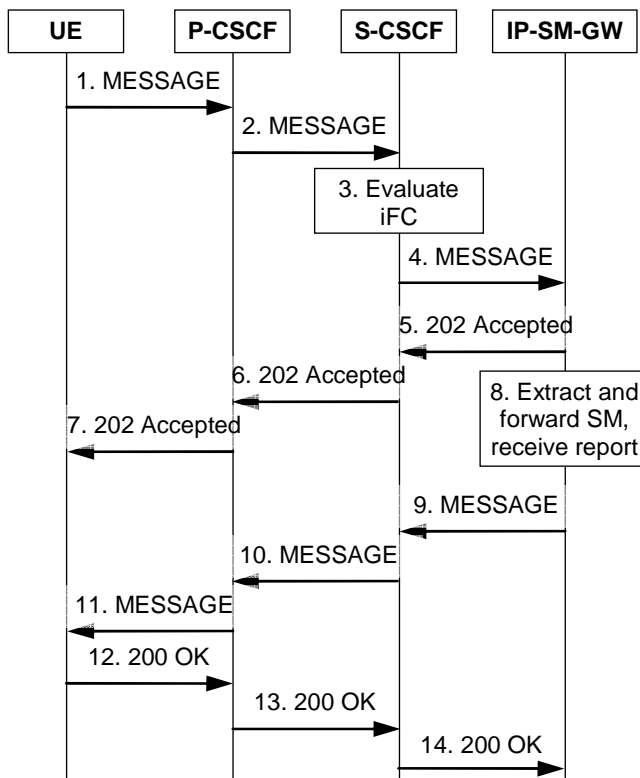 UE
P-CSCF
S-CSCF
IP-SM-GW
1. MESSAGE
2. MESSAGE
3. Evaluate
iFC
4. MESSAGE
5. 202 Accepted
6. 202 Accepted
7. 202 Accepted
8. Extract and
forward SM,
receive report
9. MESSAGE
10. MESSAGE
11. MESSAGE
12. 200 OK
13. 200 OK
14. 200 OK